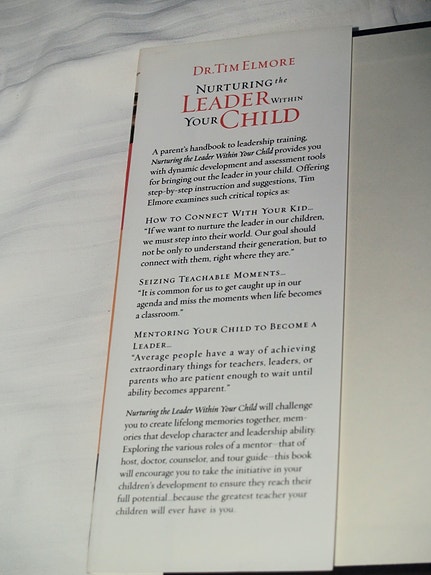 DR. TIM ELMORE
NURTURING the
LEADER WITHIN
YOUR CHILD
A parent's handbook to leadership training,
Nurturing the Leader Within Your Child provides you
with dynamic development and assessment tools
for bringing out the leader in your child. Offering
step-by-step instruction and suggestions, Tim
Elmore examines such critical topics as:
HOW TO CONNECT WITH YOUR KID...
"If we want to nurture the leader in our children,
we must step into their world. Our goal should
not be only to understand their generation, but to
connect with them, right where they are."
SEIZING TEACHABLE MOMENTS...
"It is common for us to get caught up in our
agenda and miss the moments when life becomes
a classroom."
MENTORING YOUR CHILD TO BECOME A
LEADER...
"Average people have a way of achieving
extraordinary things for teachers, leaders, or
parents who are patient enough to wait until
ability becomes apparent."
Nurturing the Leader Within Your Child will challenge
you to create lifelong memories together, mem-
ories that develop character and leadership ability.
Exploring the various roles of a mentor—that of
host, doctor, counselor, and tour guide—this book
will encourage you to take the initiative in your
children's development to ensure they reach their
full potential...because the greatest teacher your
children will ever have is you.